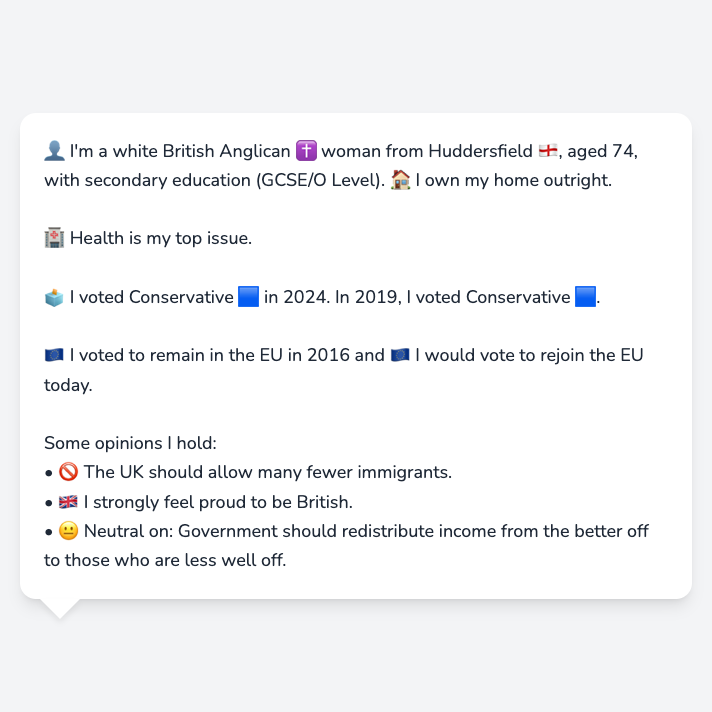 👤 I'm a white British Anglican ✝️ woman from Huddersfield 🏴󠁧󠁢󠁥󠁮󠁧󠁿, aged 74,
with secondary education (GCSE/O Level). 🏠 I own my home outright.
🏥 Health is my top issue.
🗳️ I voted Conservative 🟦 in 2024. In 2019, I voted Conservative 🟦.
🇪🇺 I voted to remain in the EU in 2016 and 🇪🇺 I would vote to rejoin the EU
today.
Some opinions I hold:
• 🚫 The UK should allow many fewer immigrants.
• 🇬🇧 I strongly feel proud to be British.
• 😐 Neutral on: Government should redistribute income from the better off
to those who are less well off.